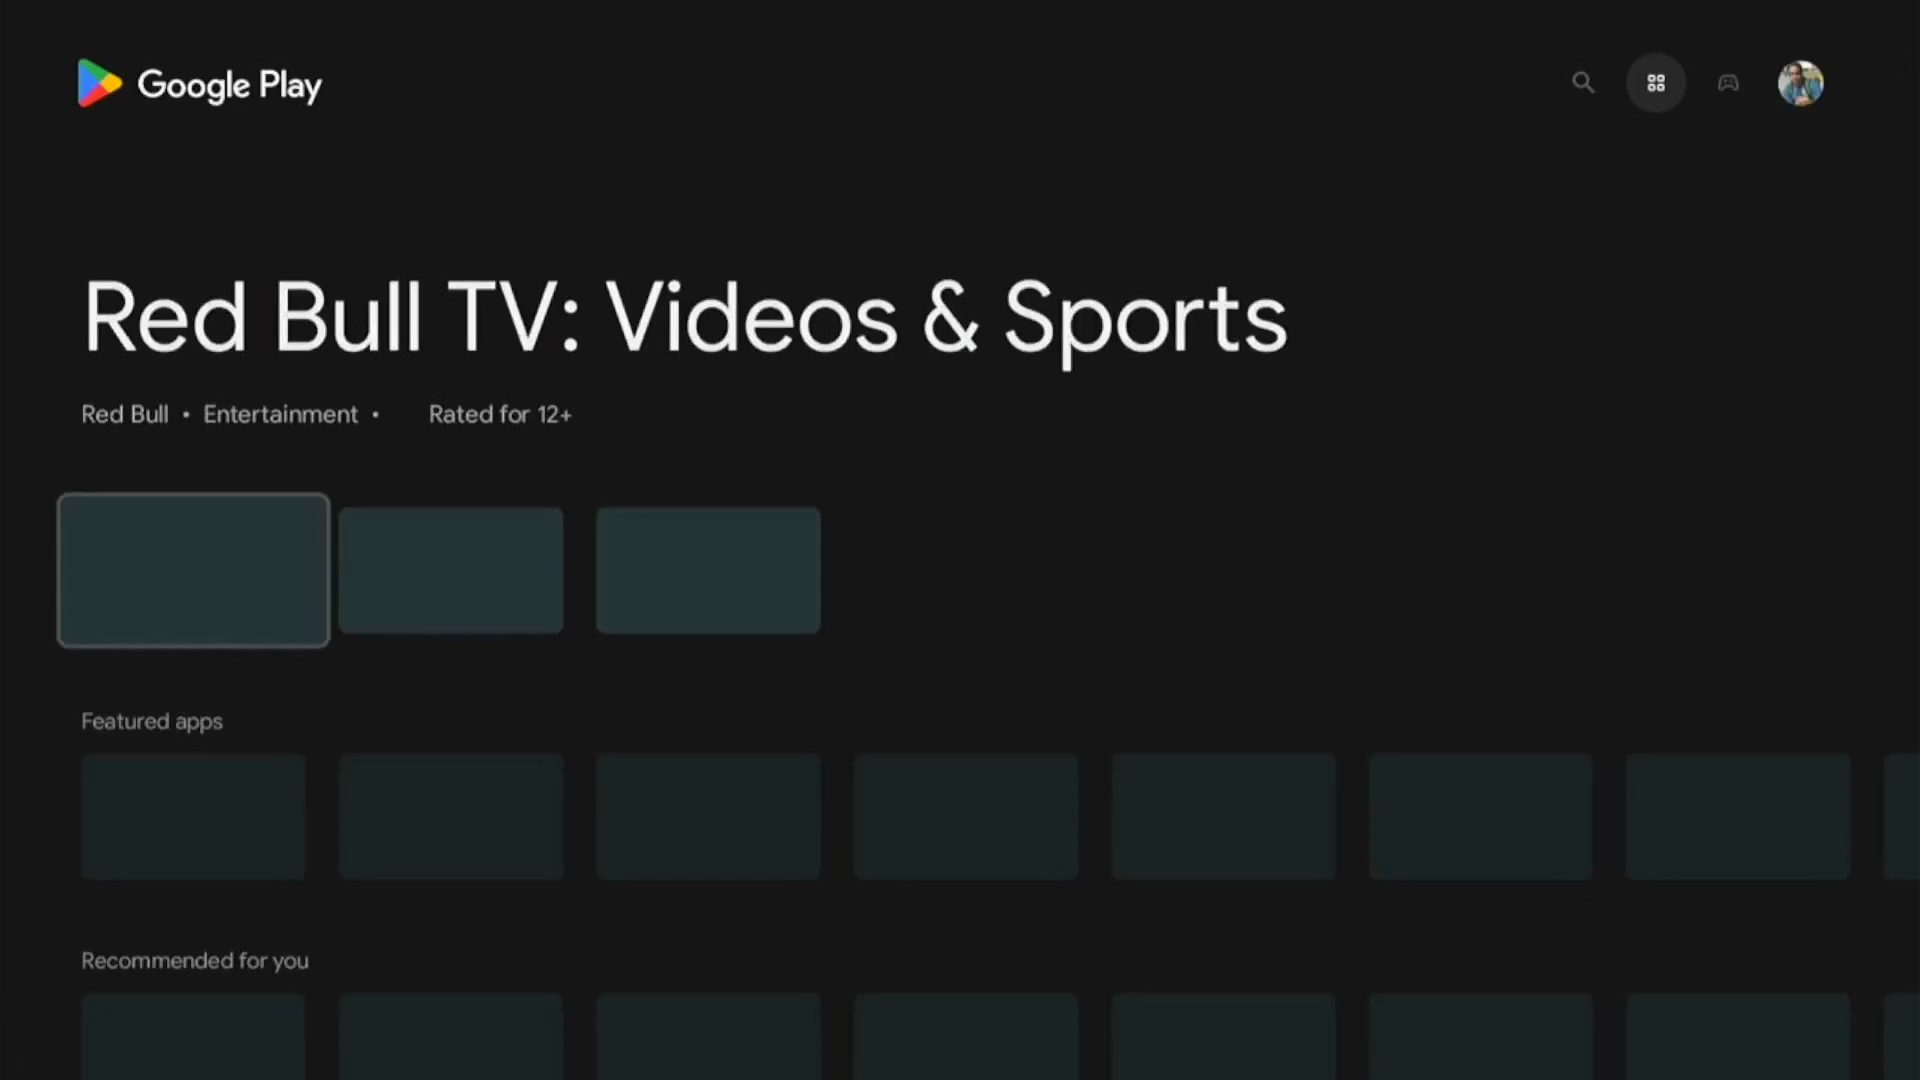 Google Play
Red Bull TV: Videos & Sports
Red Bull • Entertainment • Rated for 12+
Featured apps
Recommended for you